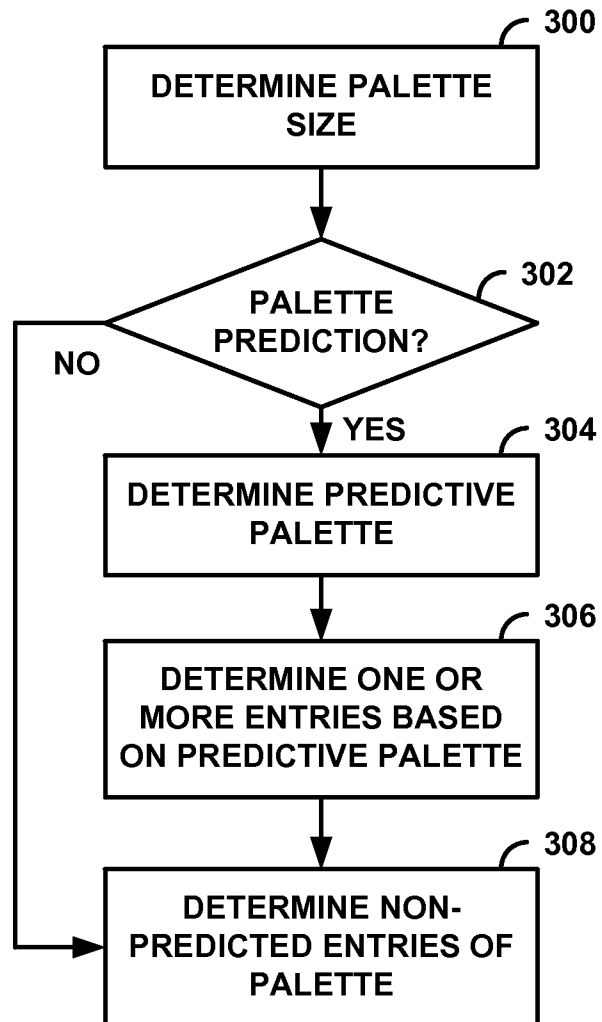 300
DETERMINE PALETTE
SIZE
302
PALETTE
PREDICTION?
NO
YES
304
DETERMINE PREDICTIVE
PALETTE
306
DETERMINE ONE OR
MORE ENTRIES BASED
ON PREDICTIVE PALETTE
308
DETERMINE NON-
PREDICTED ENTRIES OF
PALETTE